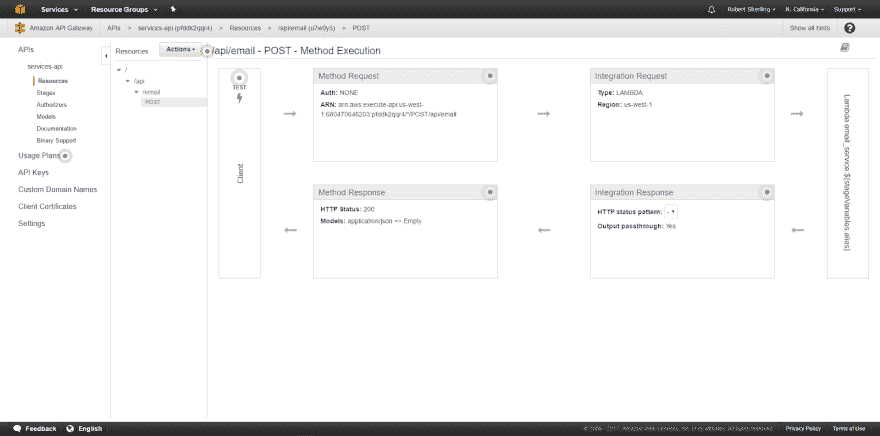 Services Resource Groups Robert Sherling N. California Support
Amazon API Gateway APIs > services-api (pfddk2qqr4) > Resources > /api/email (u7w0y5) > POST Show all hints ?
APIs
services-api
Resources
Stages
Authorizers
Models
Documentation
Binary Support
Usage Plans
API Keys
Custom Domain Names
Client Certificates
Settings
Resources Actions
/
/api
/email
POST
/api/email - POST - Method Execution
TEST
Client
Method Request
Auth: NONE
ARN: arn:aws:execute-api:us-west-
1:680470646203:pfddk2qqr4/*/POST/api/email
Integration Request
Type: LAMBDA
Region: us-west-1
Lambda email_service:${stageVariables.alias}
Method Response
HTTP Status: 200
Models: application/json => Empty
Integration Response
HTTP status pattern: -
Output passthrough: Yes
Feedback English Privacy Policy Terms of Use